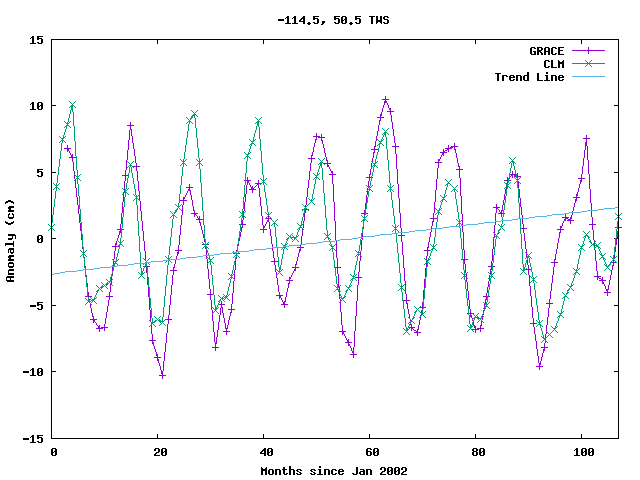 -114.5, 50.5 TWS
GRACE
CLM
Trend Line
15
10
5
0
-5
-10
-15
Anomaly (cm)
0 20 40 60 80 100
Months since Jan 2002